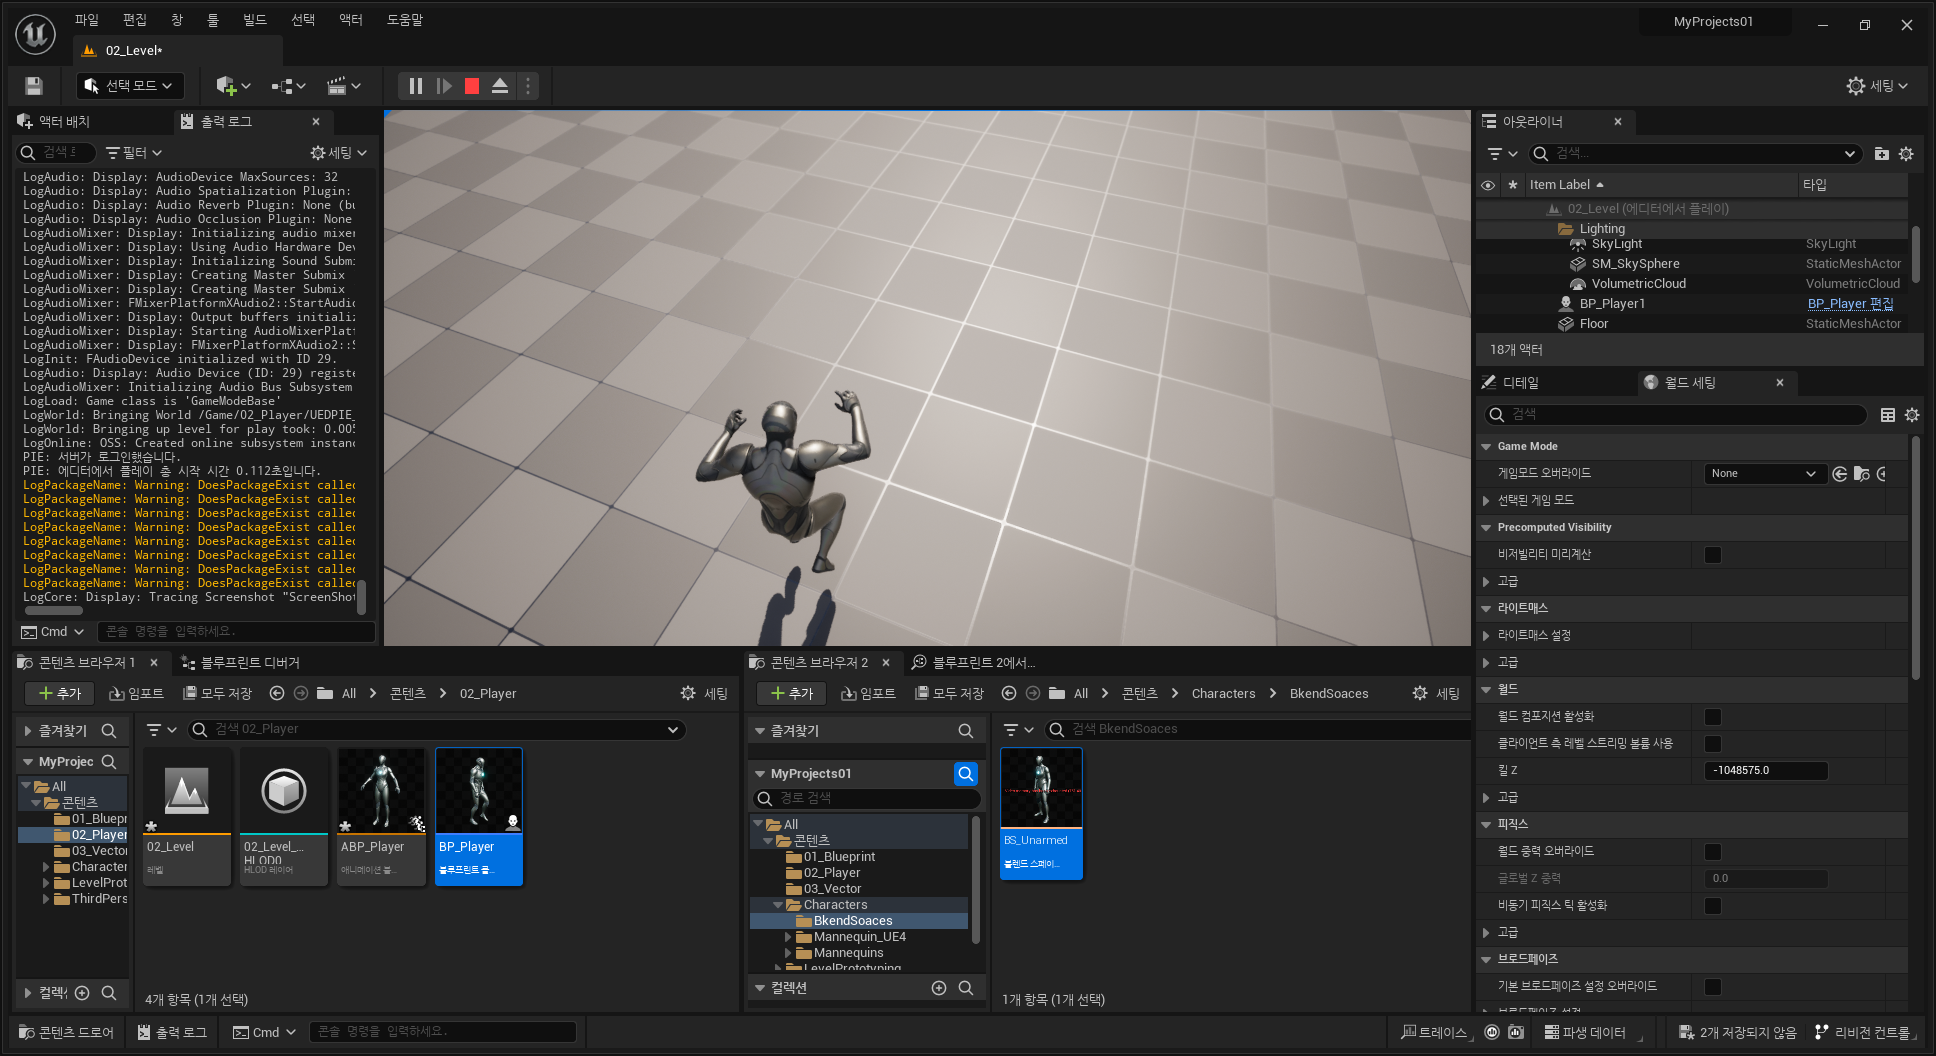 파일 편집 창 툴 빌드 선택 액터 도움말
MyProjects01
02_Level*
선택 모드
세팅
액터 배치
출력 로그
필터
세팅
LogAudio: Display: AudioDevice MaxSources: 32
LogAudio: Display: Audio Spatialization Plugin:
LogAudio: Display: Audio Reverb Plugin: None (bu
LogAudio: Display: Audio Occlusion Plugin: None
LogAudioMixer: Display: Initializing audio mixer
LogAudioMixer: Display: Using Audio Hardware Dev
LogAudioMixer: Display: Initializing Sound Submi
LogAudioMixer: Display: Creating Master Submix
LogAudioMixer: Display: Creating Master Submix
LogAudioMixer: FMixerPlatformXAudio2::StartAudio
LogAudioMixer: Display: Output buffers initializ
LogAudioMixer: Display: Starting AudioMixerPlatf
LogAudioMixer: Display: FMixerPlatformXAudio2::S
LogInit: FAudioDevice initialized with ID 29.
LogAudio: Display: Audio Device (ID: 29) registe
LogAudioMixer: Initializing Audio Bus Subsystem
LogLoad: Game class is 'GameModeBase'
LogWorld: Bringing World /Game/02_Player/UEDPIE_
LogWorld: Bringing up level for play took: 0.005
LogOnline: OSS: Created online subsystem instanc
PIE: 서버가 로그인했습니다.
PIE: 에디터에서 플레이 총 시작 시간 0.112초입니다.
LogPackageName: Warning: DoesPackageExist called
LogPackageName: Warning: DoesPackageExist called
LogPackageName: Warning: DoesPackageExist called
LogPackageName: Warning: DoesPackageExist called
LogPackageName: Warning: DoesPackageExist called
LogPackageName: Warning: DoesPackageExist called
LogPackageName: Warning: DoesPackageExist called
LogPackageName: Warning: DoesPackageExist called
LogCore: Display: Tracing Screenshot "ScreenShot
Cmd 콘솔 명령을 입력하세요.
아웃라이너
검색...
Item Label 타입
02_Level (에디터에서 플레이)
Lighting
SkyLight SkyLight
SM_SkySphere StaticMeshActor
VolumetricCloud VolumetricCloud
BP_Player1 BP_Player 편집
Floor StaticMeshActor
18개 액터
디테일 월드 세팅
검색
Game Mode
게임모드 오버라이드 None
선택된 게임 모드
Precomputed Visibility
비저빌리티 미리계산
고급
라이트매스
라이트매스 설정
고급
월드
월드 컴포지션 활성화
클라이언트 측 레벨 스트리밍 볼륨 사용
킬 Z -1048575.0
고급
피직스
월드 중력 오버라이드
글로벌 Z 중력 0.0
비동기 피직스 틱 활성화
고급
브로드페이즈
기본 브로드페이즈 설정 오버라이드
콘텐츠 브라우저 1 블루프린트 디버거
추가 임포트 모두 저장 All 콘텐츠 02_Player 세팅
즐겨찾기
검색 02_Player
MyProjec
All
콘텐츠
01_Bluepr
02_Player
03_Vector
Character
LevelProt
ThirdPers
컬렉
02_Level
레벨
02_Level_...
HLOD0
HLOD 레이어
ABP_Player
애니메이션 블...
BP_Player
블루프린트 클...
4개 항목 (1개 선택)
콘텐츠 브라우저 2 블루프린트 2에서...
추가 임포트 모두 저장 All 콘텐츠 Characters BkendSoaces 세팅
즐겨찾기
검색 BkendSoaces
MyProjects01
경로 검색
All
콘텐츠
01_Blueprint
02_Player
03_Vector
Characters
BkendSoaces
Mannequin_UE4
Mannequins
LevelPrototyping
컬렉션
BS_Unarmed
블렌드 스페이...
1개 항목 (1개 선택)
콘텐츠 드로어 출력 로그 Cmd 콘솔 명령을 입력하세요.
트레이스 파생 데이터 2개 저장되지 않음 리비전 컨트롤